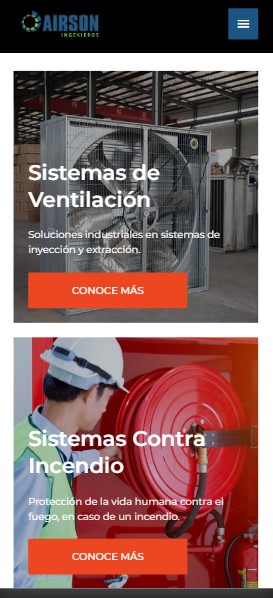 AIRSON
INGENIEROS
Sistemas de
Ventilación
Soluciones industriales en sistemas de
inyección y extracción.
CONOCE MÁS
Sistemas Contra
Incendio
Protección de la vida humana contra el
fuego, en caso de un incendio.
CONOCE MÁS